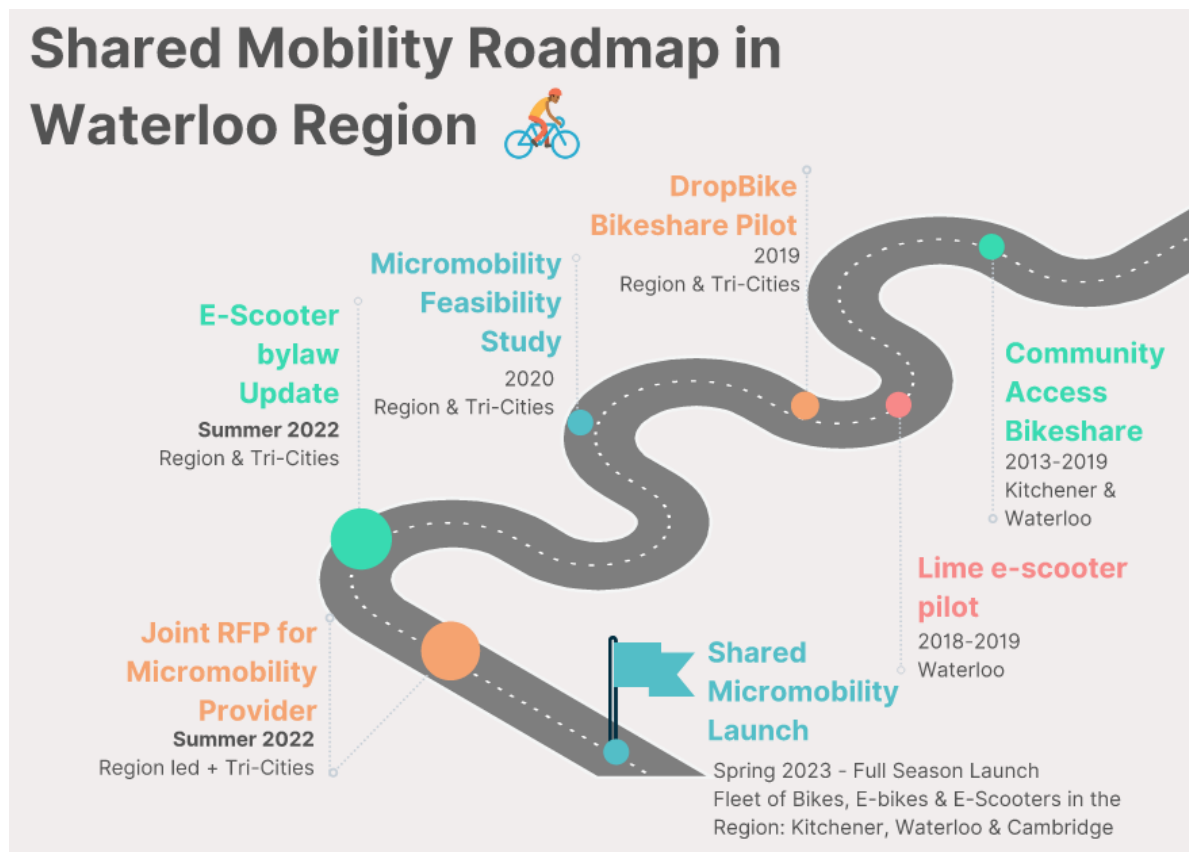 Shared Mobility Roadmap in
Waterloo Region
DropBike
Bikeshare Pilot
2019
Region & Tri-Cities
Micromobility
Feasibility
Study
2020
Region & Tri-Cities
E-Scooter
bylaw
Update
Summer 2022
Region & Tri-Cities
Community
Access
Bikeshare
2013-2019
Kitchener &
Waterloo
Lime e-scooter
pilot
2018-2019
Waterloo
Joint RFP for
Micromobility
Provider
Summer 2022
Region led + Tri-Cities
Shared
Micromobility
Launch
Spring 2023 - Full Season Launch
Fleet of Bikes, E-bikes & E-Scooters in the
Region: Kitchener, Waterloo & Cambridge